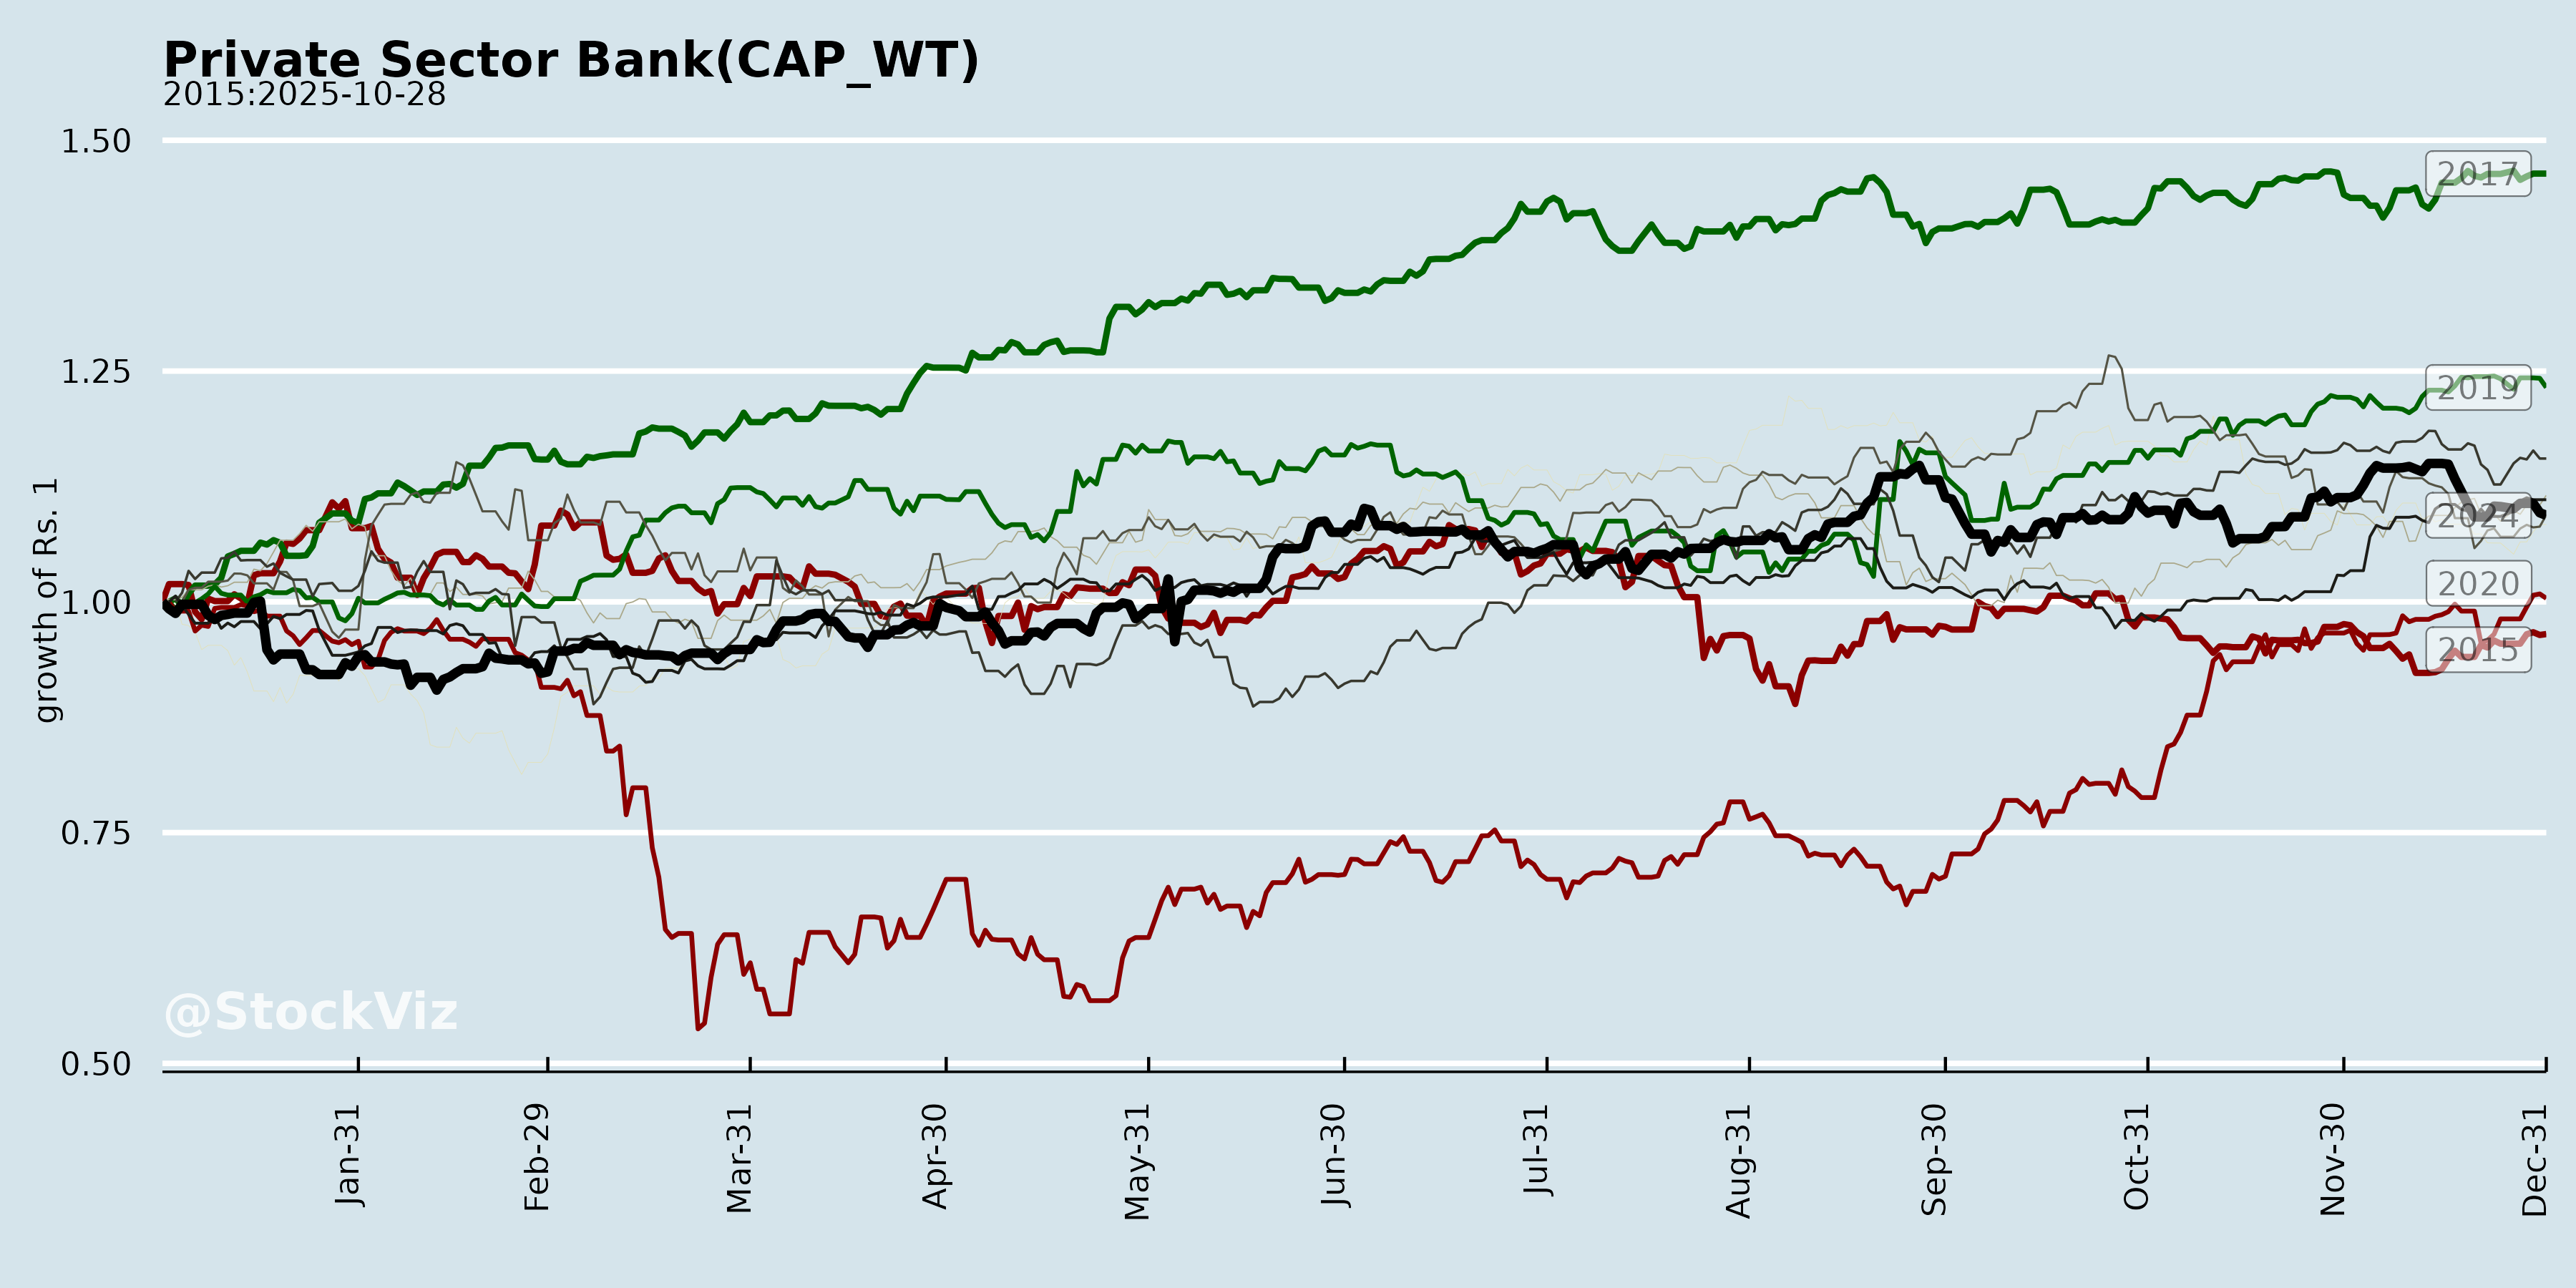 Private Sector Bank(CAP_WT)
2015:2025-10-28
growth of Rs. 1
1.50
1.25
1.00
0.75
0.50
2017
2019
2024
2020
2015
@StockViz
Jan-31
Feb-29
Mar-31
Apr-30
May-31
Jun-30
Jul-31
Aug-31
Sep-30
Oct-31
Nov-30
Dec-31